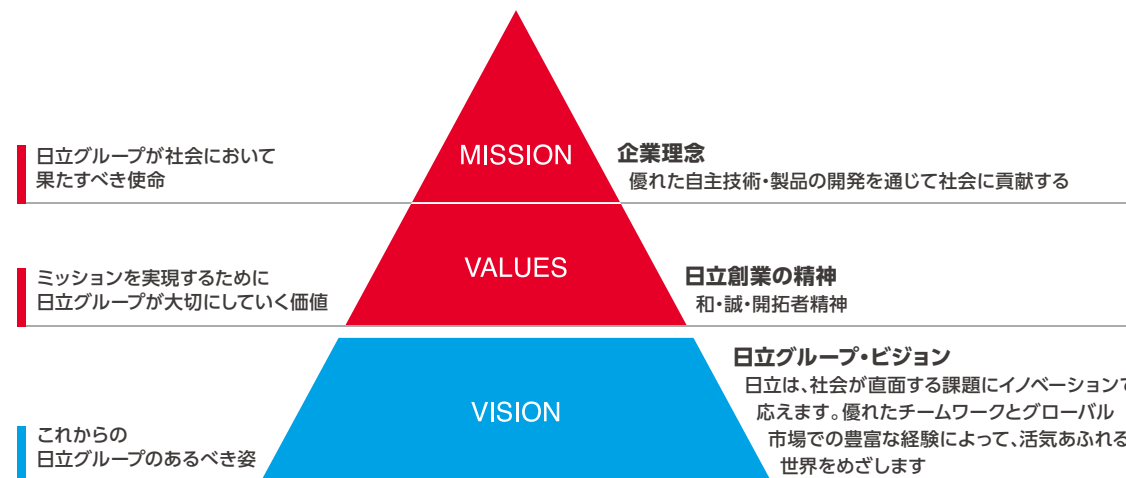 日立グループが社会において
果たすべき使命
MISSION
企業理念
優れた自主技術・製品の開発を通じて社会に貢献する
ミッションを実現するために
日立グループが大切にしていく価値
VALUES
日立創業の精神
和・誠・開拓者精神
これからの
日立グループのあるべき姿
VISION
日立グループ・ビジョン
日立は、社会が直面する課題にイノベーションで
応えます。優れたチームワークとグローバル
市場での豊富な経験によって、活気あふれる
世界をめざします